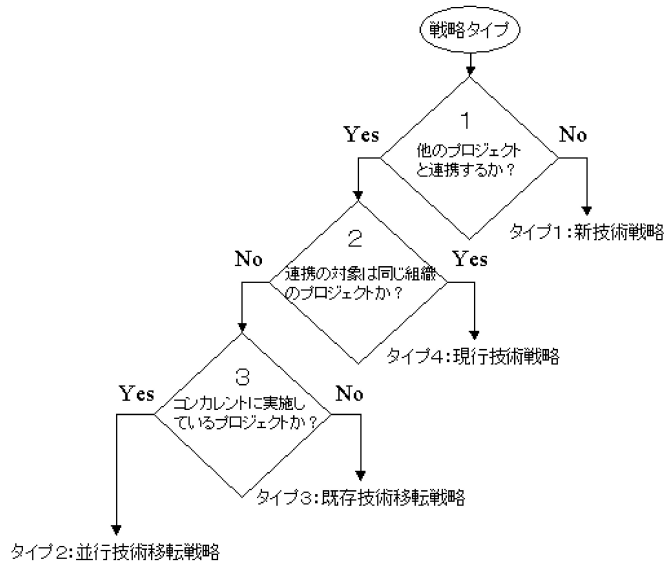 戦略タイプ
1
Yes
No
他のプロジェクト
と連携するか？
タイプ1：新技術戦略
2
No
Yes
連携の対象は同じ組織
のプロジェクトか？
タイプ4：現行技術戦略
3
Yes
No
コンカレントに実施し
ているプロジェクトか？
タイプ3：既存技術移転戦略
タイプ2：並行技術移転戦略